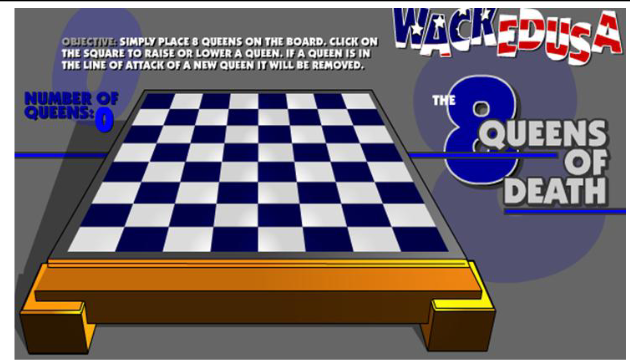 WACKEDUSA
OBJECTIVE: SIMPLY PLACE 8 QUEENS ON THE BOARD. CLICK ON
THE SQUARE TO RAISE OR LOWER A QUEEN. IF A QUEEN IS IN
THE LINE OF ATTACK OF A NEW QUEEN IT WILL BE REMOVED.
NUMBER OF
QUEENS: 0
THE 8
QUEENS
OF
DEATH